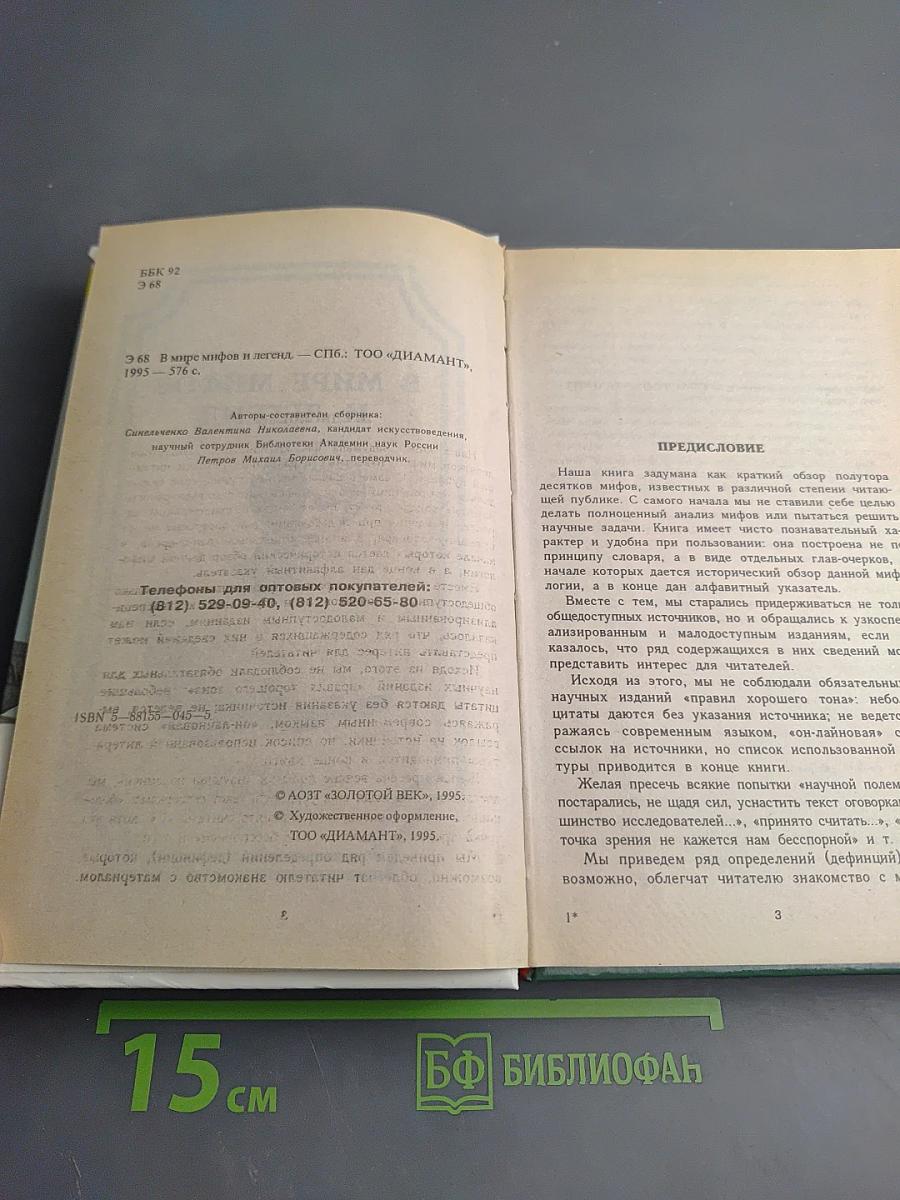 ББК 92
Э 68
Э 68 В мире мифов и легенд. — СПб.: ТОО «ДИАМАНТ»,
1995 — 576 с.
Авторы-составители сборника:
Синельченко Валентина Николаевна, кандидат искусствоведения,
научный сотрудник Библиотеки Академии наук России
Петров Михаил Борисович, переводчик.
Телефоны для оптовых покупателей:
(812) 529-09-40, (812) 520-65-80
ISBN 5—88155—045—5
© АОЗТ «ЗОЛОТОЙ ВЕК», 1995.
© Художественное оформление,
ТОО «ДИАМАНТ», 1995.
ПРЕДИСЛОВИЕ
Наша книга задумана как краткий обзор полутора
десятков мифов, известных в различной степени читаю-
щей публике. С самого начала мы не ставили себе целью
делать полноценный анализ мифов или пытаться решить
научные задачи. Книга имеет чисто познавательный ха-
рактер и удобна при пользовании: она построена не по
принципу словаря, а в виде отдельных глав-очерков,
начале которых дается исторический обзор данной миф
логии, а в конце дан алфавитный указатель.
Вместе с тем, мы старались придерживаться не толь
общедоступных источников, но и обращались к узкоспе
ализированным и малодоступным изданиям, если
казалось, что ряд содержащихся в них сведений мо
представить интерес для читателей.
Исходя из этого, мы не соблюдали обязательных
научных изданий «правил хорошего тона»: небол
цитаты даются без указания источника; не ведется
ражаясь современным языком, «он-лайновая» с
ссылок на источники, но список использованной
туры приводится в конце книги.
Желая пресечь всякие попытки «научной полем
постарались, не щадя сил, уснастить текст оговорка
шинство исследователей...», «принято считать...», «
точка зрения не кажется нам бесспорной» и т.
Мы приведем ряд определений (дефиниций)
возможно, облегчат читателю знакомство с м
1*
3
15 см
БФ БИБЛИОФАН